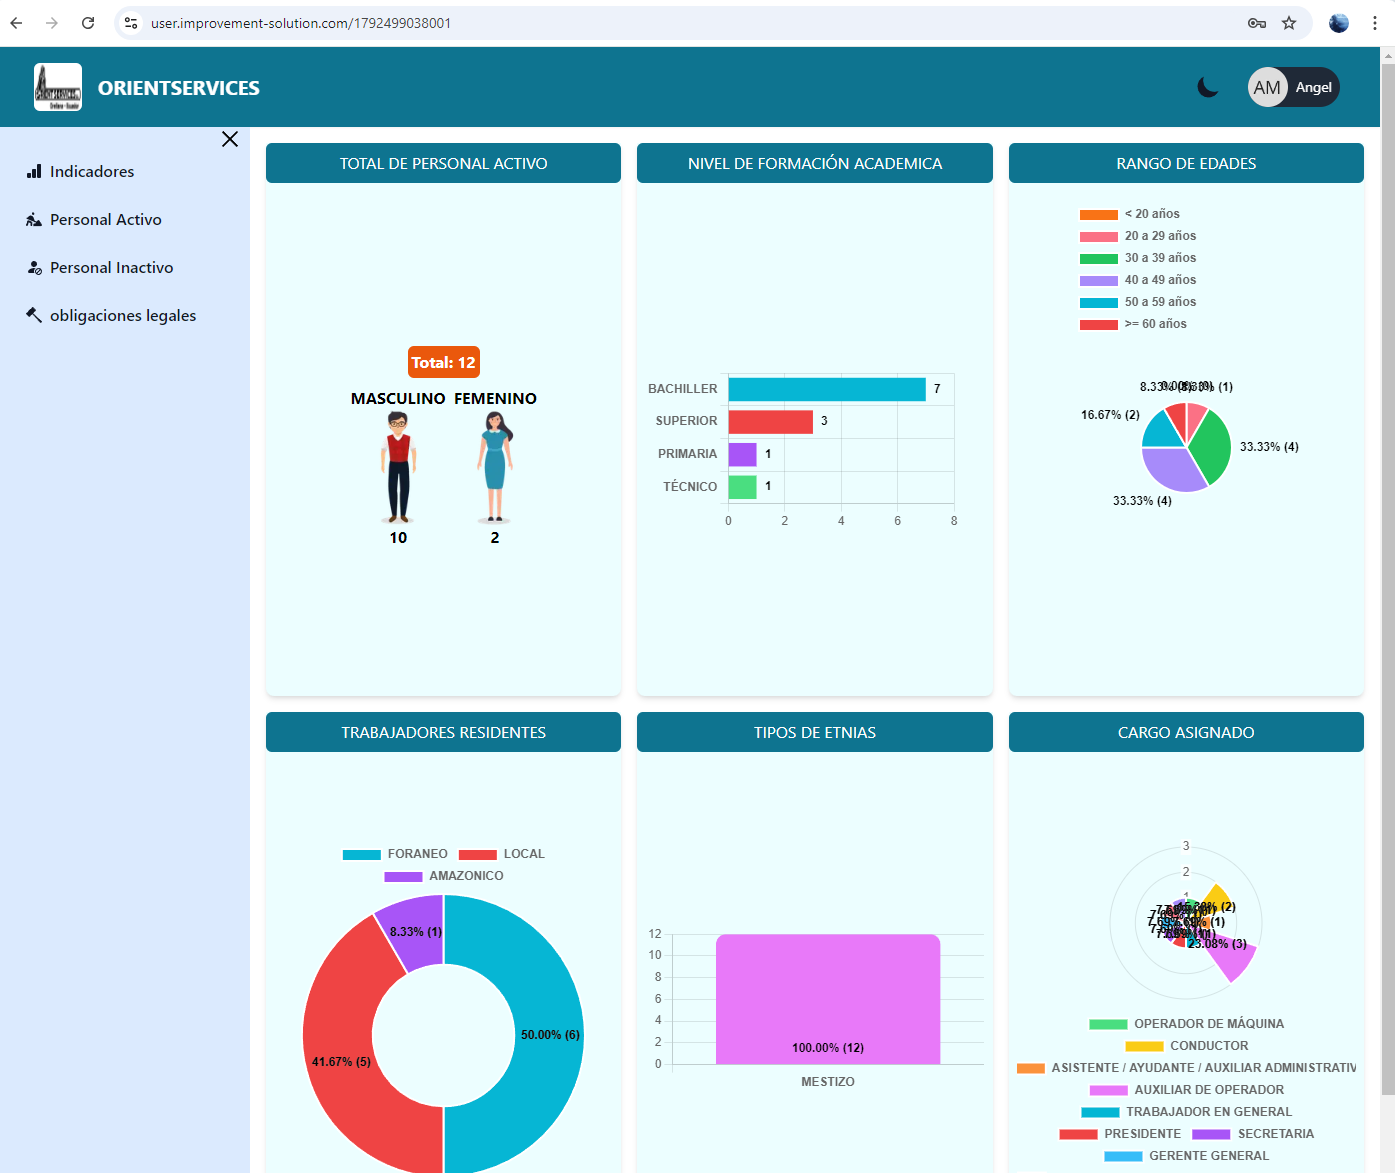 user.improvement-solution.com/1792499038001
ORIENTSERVICES
AM Angel
Indicadores
Personal Activo
Personal Inactivo
obligaciones legales
TOTAL DE PERSONAL ACTIVO
Total: 12
MASCULINO FEMENINO
10 2
NIVEL DE FORMACIÓN ACADEMICA
BACHILLER 7
SUPERIOR 3
PRIMARIA 1
TÉCNICO 1
0 2 4 6 8
RANGO DE EDADES
< 20 años
20 a 29 años
30 a 39 años
40 a 49 años
50 a 59 años
>= 60 años
8.33% (1)
16.67% (2)
33.33% (4)
33.33% (4)
TRABAJADORES RESIDENTES
FORANEO LOCAL
AMAZONICO
8.33% (1)
50.00% (6)
41.67% (5)
TIPOS DE ETNIAS
12
10
8
6
4
2
0
100.00% (12)
MESTIZO
CARGO ASIGNADO
3
2
23.08% (3)
OPERADOR DE MÁQUINA
CONDUCTOR
ASISTENTE / AYUDANTE / AUXILIAR ADMINISTRATIV
AUXILIAR DE OPERADOR
TRABAJADOR EN GENERAL
PRESIDENTE SECRETARIA
GERENTE GENERAL